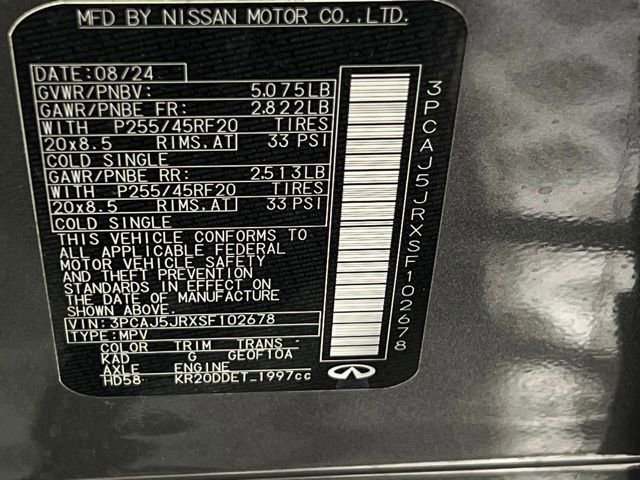 MFD BY NISSAN MOTOR CO.,LTD.
DATE:08/24
GVWR/PNBV: 5,075LB
GAWR/PNBE FR: 2,822LB
WITH P255/45RF20 TIRES
20x8.5 RIMS.AT 33 PSI
COLD SINGLE
GAWR/PNBE RR: 2,513LB
WITH P255/45RF20 TIRES
20x8.5 RIMS.AT 33 PSI
COLD SINGLE
THIS VEHICLE CONFORMS TO
ALL APPLICABLE FEDERAL
MOTOR VEHICLE SAFETY
AND THEFT PREVENTION
STANDARDS IN EFFECT ON
THE DATE OF MANUFACTURE
SHOWN ABOVE.
VIN:3PCAJ5JRXSF102678
TYPE:MPV
COLOR TRIM TRANS
KAD G GE0F10A
AXLE ENGINE
HD58 KR20DDET-1997cc
3PCAJ5JRXSF102678